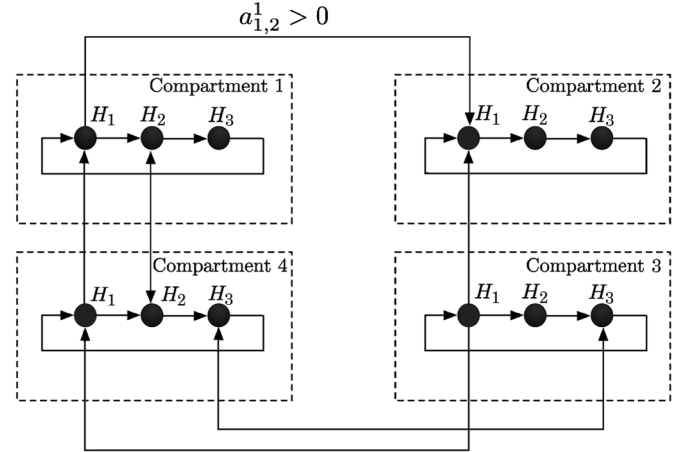 a^1_{1,2} > 0
Compartment 1
H_1 H_2 H_3
Compartment 2
H_1 H_2 H_3
Compartment 4
H_1 H_2 H_3
Compartment 3
H_1 H_2 H_3